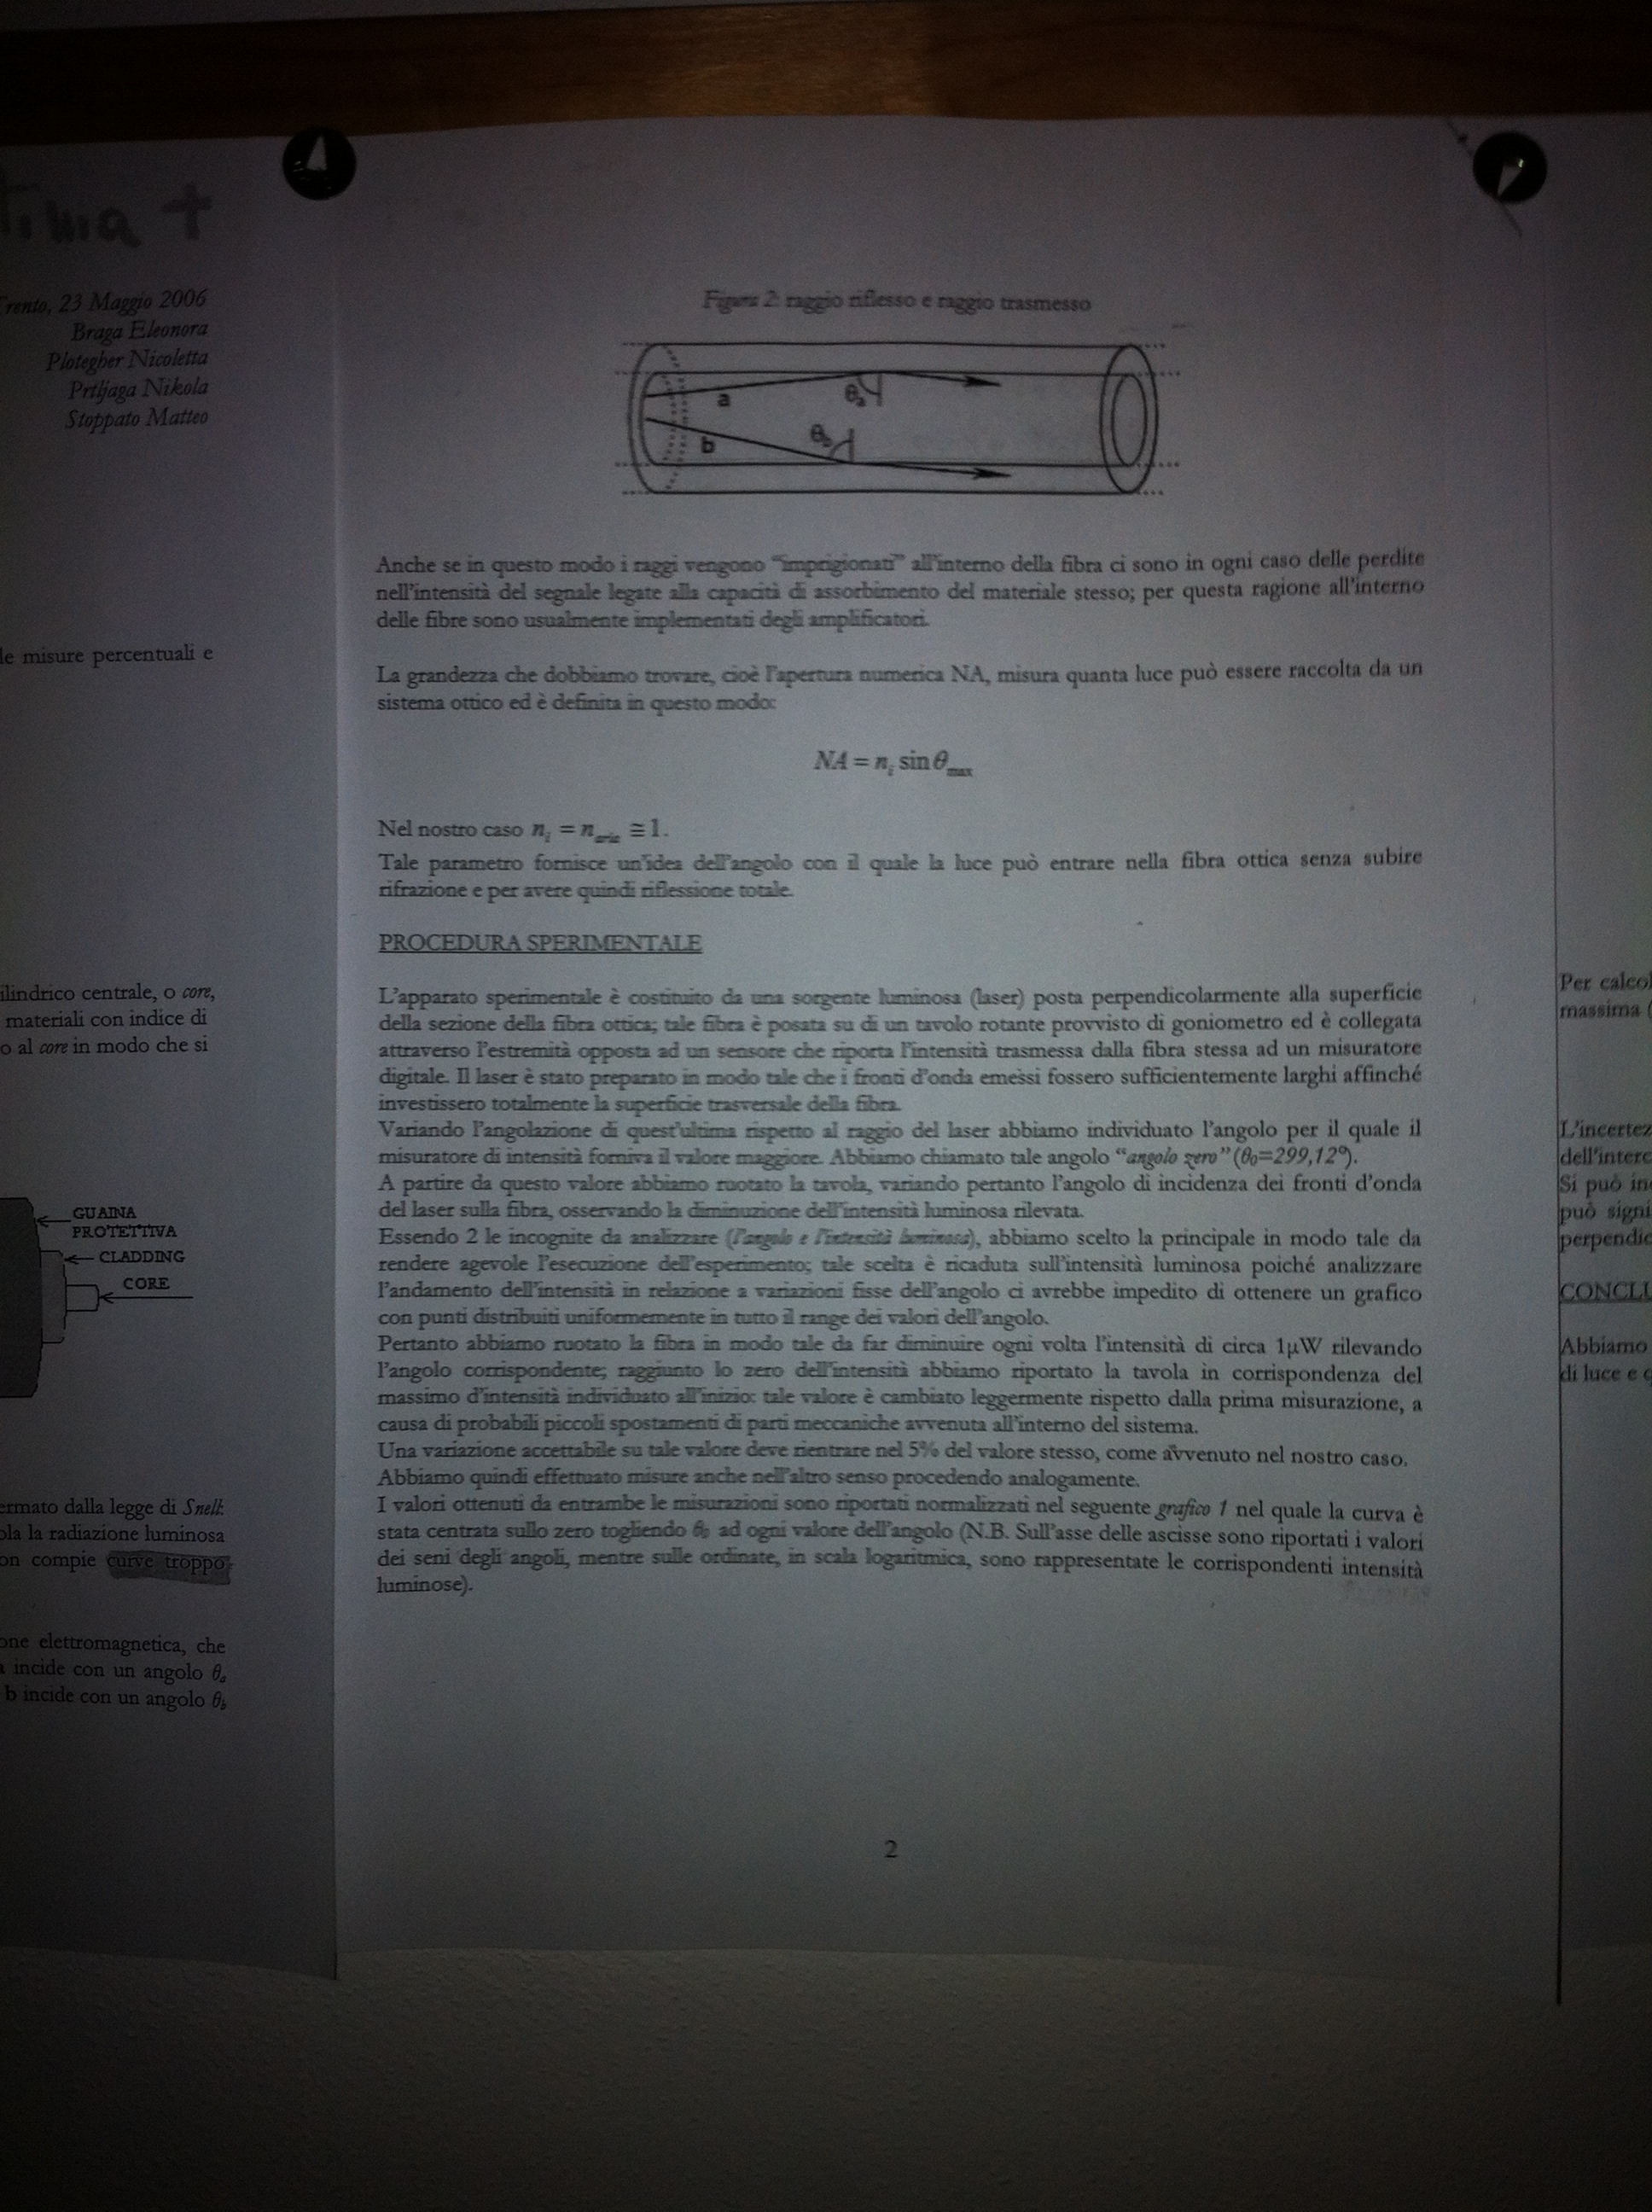 tima +
Trento, 23 Maggio 2006
Braga Eleonora
Plotegher Nicoletta
Prtljaga Nikola
Stoppato Matteo
le misure percentuali e
ilindrico centrale, o core,
materiali con indice di
o al core in modo che si
GUAINA
PROTETTIVA
CLADDING
CORE
ermato dalla legge di Snell:
ola la radiazione luminosa
on compie curve troppo
one elettromagnetica, che
a incide con un angolo θa
b incide con un angolo θb
Figura 2: raggio riflesso e raggio trasmesso
a
θa
b
θb
Anche se in questo modo i raggi vengono “imprigionati” all’interno della fibra ci sono in ogni caso delle perdite
nell’intensità del segnale legate alla capacità di assorbimento del materiale stesso; per questa ragione all’interno
delle fibre sono usualmente implementati degli amplificatori.
La grandezza che dobbiamo trovare, cioè l’apertura numerica NA, misura quanta luce può essere raccolta da un
sistema ottico ed è definita in questo modo:
NA = ni sin θmax
Nel nostro caso ni = naria ≅ 1.
Tale parametro fornisce un’idea dell’angolo con il quale la luce può entrare nella fibra ottica senza subire
rifrazione e per avere quindi riflessione totale.
PROCEDURA SPERIMENTALE
L’apparato sperimentale è costituito da una sorgente luminosa (laser) posta perpendicolarmente alla superficie
della sezione della fibra ottica; tale fibra è posata su di un tavolo rotante provvisto di goniometro ed è collegata
attraverso l’estremità opposta ad un sensore che riporta l’intensità trasmessa dalla fibra stessa ad un misuratore
digitale. Il laser è stato preparato in modo tale che i fronti d’onda emessi fossero sufficientemente larghi affinché
investissero totalmente la superficie trasversale della fibra.
Variando l’angolazione di quest’ultima rispetto al raggio del laser abbiamo individuato l’angolo per il quale il
misuratore di intensità forniva il valore maggiore. Abbiamo chiamato tale angolo “angolo zero” (θ0=299,12°).
A partire da questo valore abbiamo ruotato la tavola, variando pertanto l’angolo di incidenza dei fronti d’onda
del laser sulla fibra, osservando la diminuzione dell’intensità luminosa rilevata.
Essendo 2 le incognite da analizzare (l’angolo e l’intensità luminosa), abbiamo scelto la principale in modo tale da
rendere agevole l’esecuzione dell’esperimento; tale scelta è ricaduta sull’intensità luminosa poiché analizzare
l’andamento dell’intensità in relazione a variazioni fisse dell’angolo ci avrebbe impedito di ottenere un grafico
con punti distribuiti uniformemente in tutto il range dei valori dell’angolo.
Pertanto abbiamo ruotato la fibra in modo tale da far diminuire ogni volta l’intensità di circa 1μW rilevando
l’angolo corrispondente; raggiunto lo zero dell’intensità abbiamo riportato la tavola in corrispondenza del
massimo d’intensità individuato all’inizio: tale valore è cambiato leggermente rispetto dalla prima misurazione, a
causa di probabili piccoli spostamenti di parti meccaniche avvenuta all’interno del sistema.
Una variazione accettabile su tale valore deve rientrare nel 5% del valore stesso, come avvenuto nel nostro caso.
Abbiamo quindi effettuato misure anche nell’altro senso procedendo analogamente.
I valori ottenuti da entrambe le misurazioni sono riportati normalizzati nel seguente grafico 1 nel quale la curva è
stata centrata sullo zero togliendo θ0 ad ogni valore dell’angolo (N.B. Sull’asse delle ascisse sono riportati i valori
dei seni degli angoli, mentre sulle ordinate, in scala logaritmica, sono rappresentate le corrispondenti intensità
luminose).
2
Per calcol
massima (
L’incertez
dell’interc
Si può in
può signi
perpendic
CONCLU
Abbiamo
di luce e